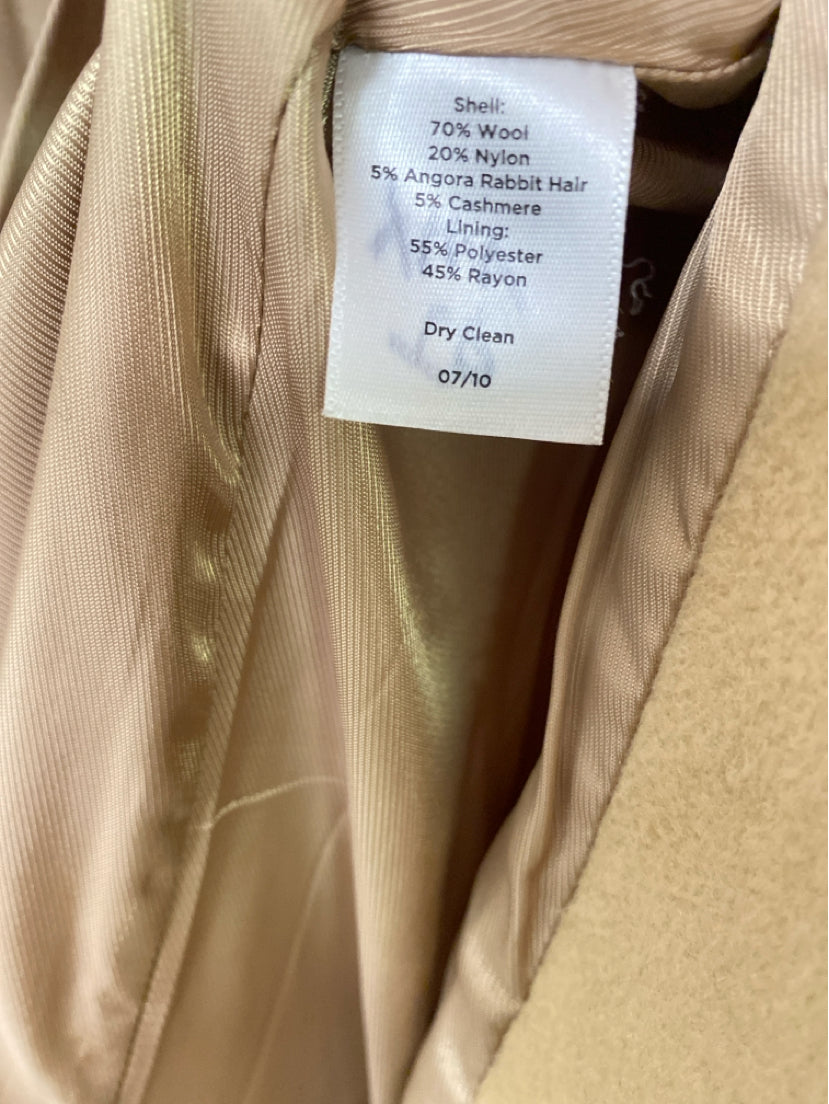 Shell:
70% Wool
20% Nylon
5% Angora Rabbit Hair
5% Cashmere
Lining:
55% Polyester
45% Rayon
Dry Clean
07/10